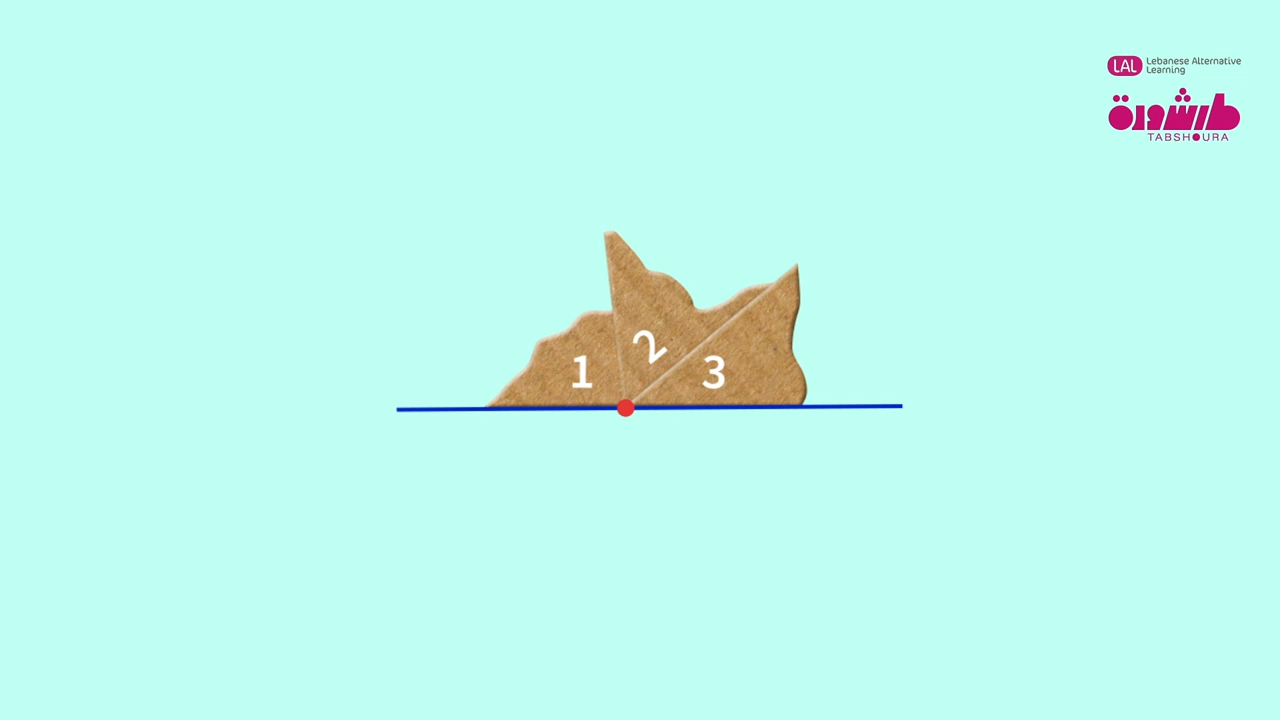 LAL Lebanese Alternative
Learning
طبشورة
TABSHOURA
1 2 3